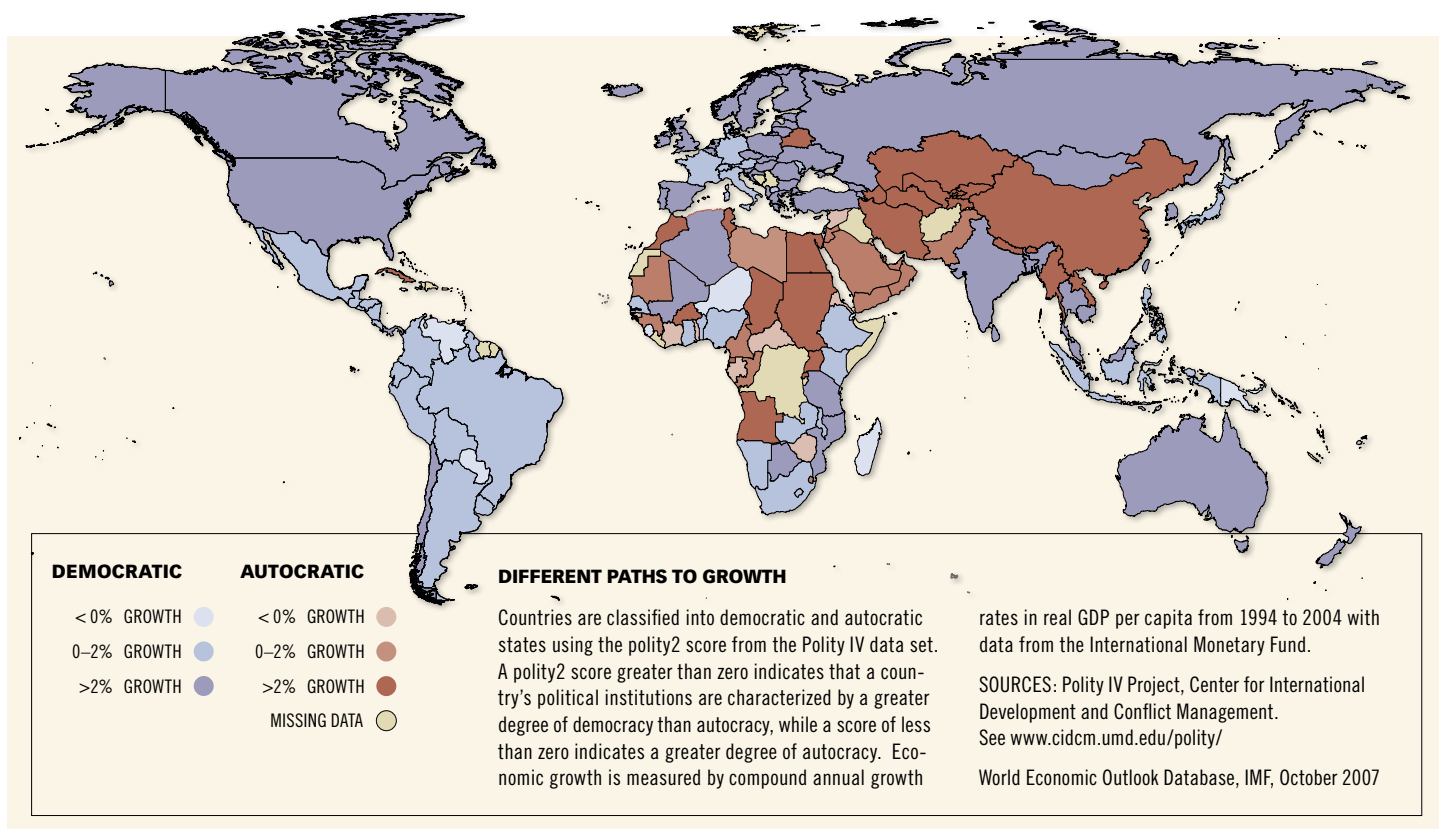 DEMOCRATIC
< 0% GROWTH
0–2% GROWTH
>2% GROWTH
AUTOCRATIC
< 0% GROWTH
0–2% GROWTH
>2% GROWTH
MISSING DATA
DIFFERENT PATHS TO GROWTH
Countries are classified into democratic and autocratic
states using the polity2 score from the Polity IV data set.
A polity2 score greater than zero indicates that a coun-
try's political institutions are characterized by a greater
degree of democracy than autocracy, while a score of less
than zero indicates a greater degree of autocracy. Eco-
nomic growth is measured by compound annual growth
rates in real GDP per capita from 1994 to 2004 with
data from the International Monetary Fund.
SOURCES: Polity IV Project, Center for International
Development and Conflict Management.
See www.cidcm.umd.edu/polity/
World Economic Outlook Database, IMF, October 2007